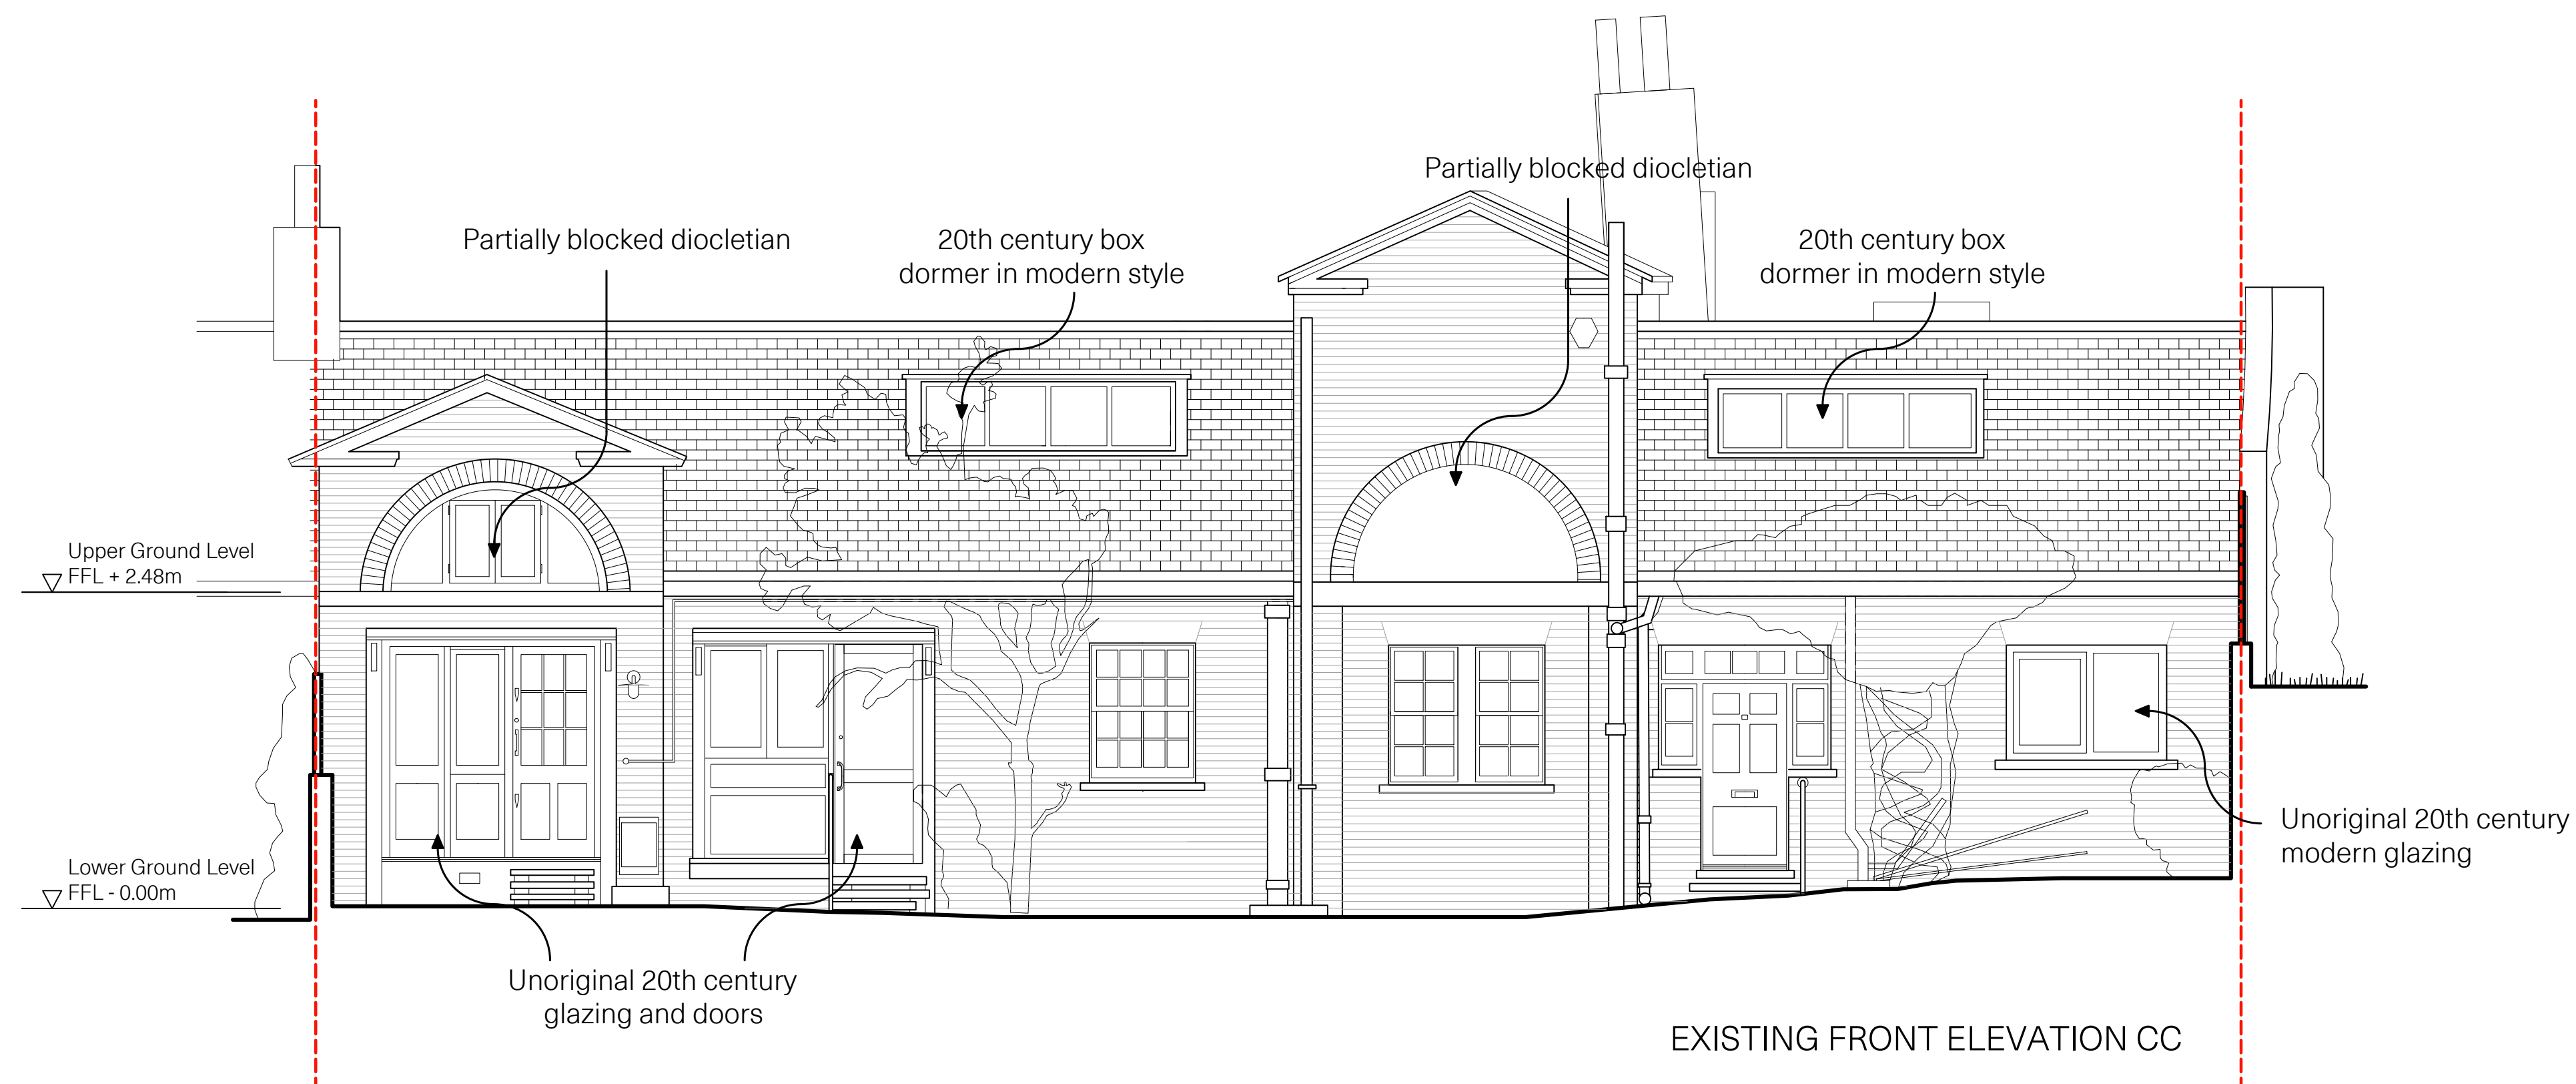 Partially blocked diocletian
Partially blocked diocletian
20th century box
dormer in modern style
20th century box
dormer in modern style
Upper Ground Level
FFL + 2.48m
Lower Ground Level
FFL - 0.00m
Unoriginal 20th century
modern glazing
Unoriginal 20th century
glazing and doors
EXISTING FRONT ELEVATION CC